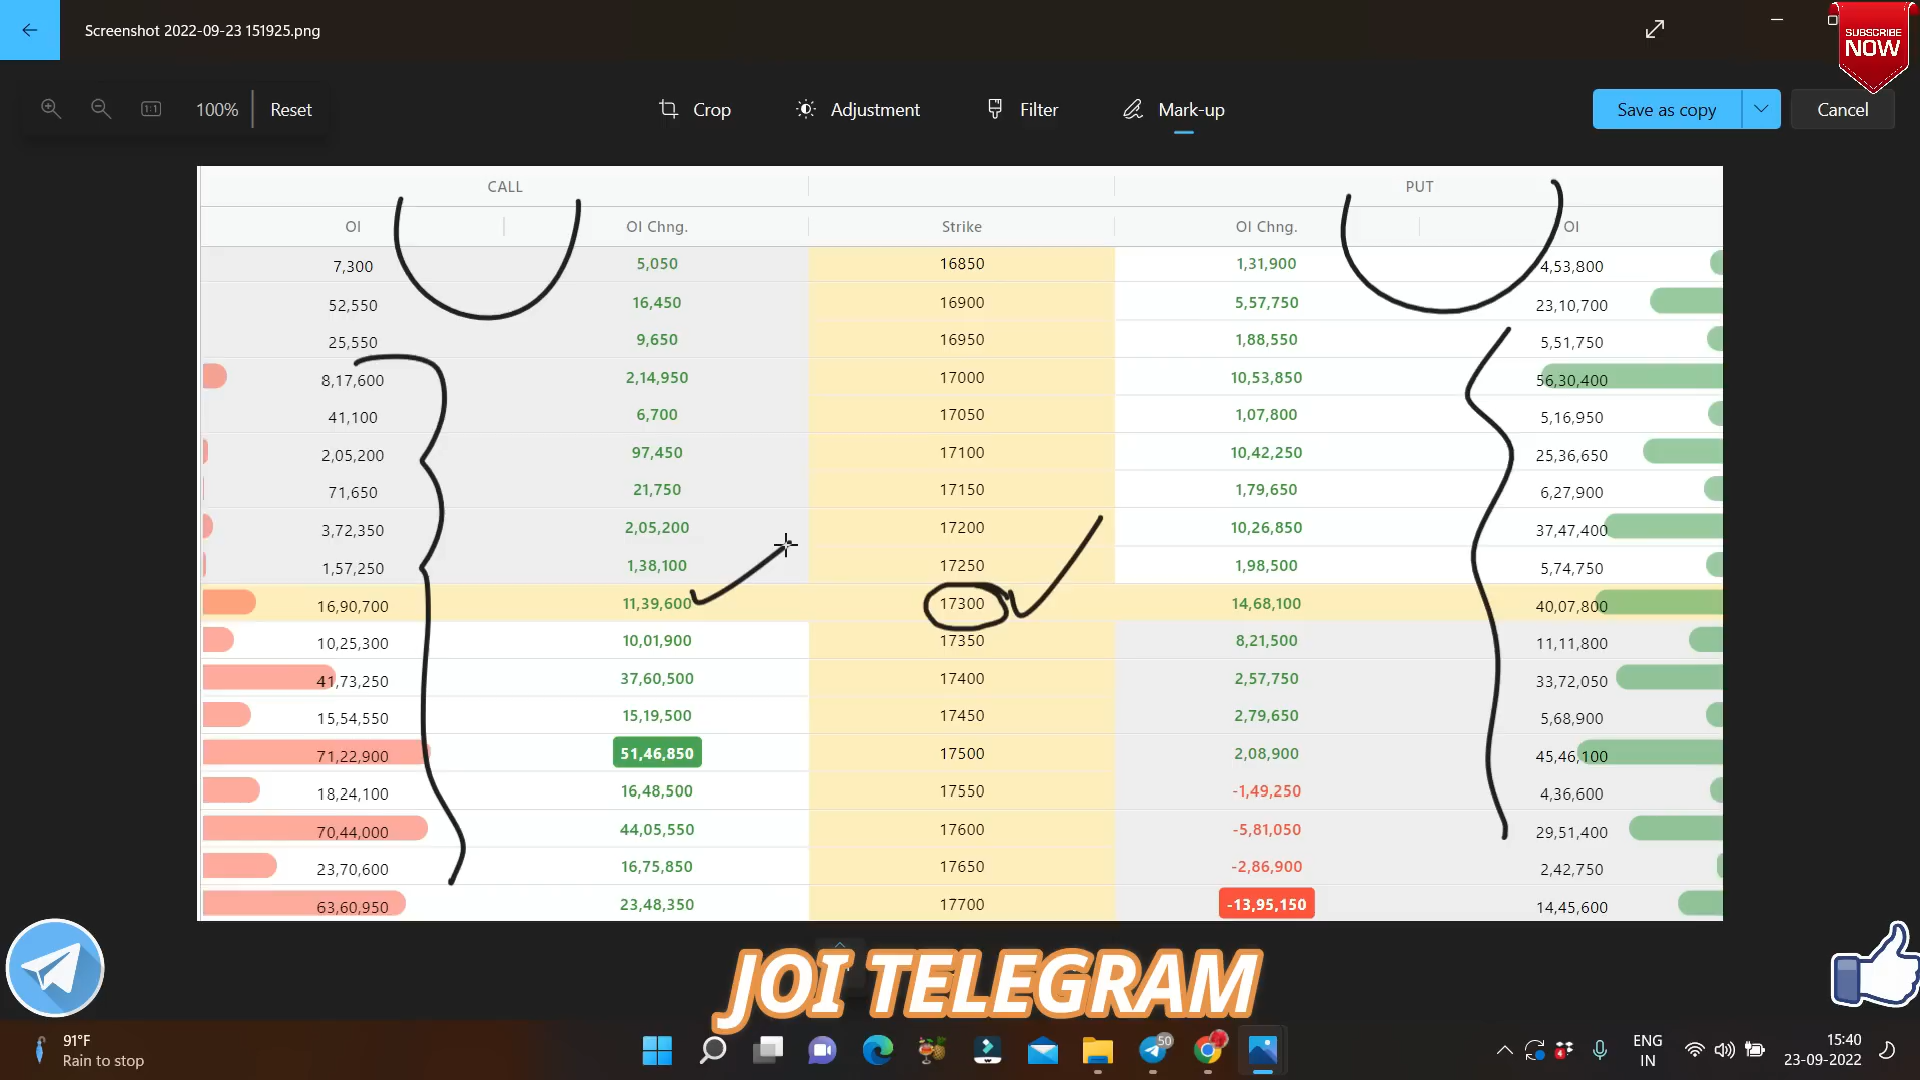 Screenshot 2022-09-23 151925.png
SUBSCRIBE
NOW
1:1
100%
Reset
Crop
Adjustment
Filter
Mark-up
Save as copy
Cancel
CALL PUT
OI OI Chng. Strike OI Chng. OI
7,300 5,050 16850 1,31,900 4,53,800
52,550 16,450 16900 5,57,750 23,10,700
25,550 9,650 16950 1,88,550 5,51,750
8,17,600 2,14,950 17000 10,53,850 56,30,400
41,100 6,700 17050 1,07,800 5,16,950
2,05,200 97,450 17100 10,42,250 25,36,650
71,650 21,750 17150 1,79,650 6,27,900
3,72,350 2,05,200 17200 10,26,850 37,47,400
1,57,250 1,38,100 17250 1,98,500 5,74,750
16,90,700 11,39,600 17300 14,68,100 40,07,800
10,25,300 10,01,900 17350 8,21,500 11,11,800
41,73,250 37,60,500 17400 2,57,750 33,72,050
15,54,550 15,19,500 17450 2,79,650 5,68,900
71,22,900 51,46,850 17500 2,08,900 45,46,100
18,24,100 16,48,500 17550 -1,49,250 4,36,600
70,44,000 44,05,550 17600 -5,81,050 29,51,400
23,70,600 16,75,850 17650 -2,86,900 2,42,750
63,60,950 23,48,350 17700 -13,95,150 14,45,600
JOI TELEGRAM
91°F
Rain to stop
50
4
ENG
IN
15:40
23-09-2022